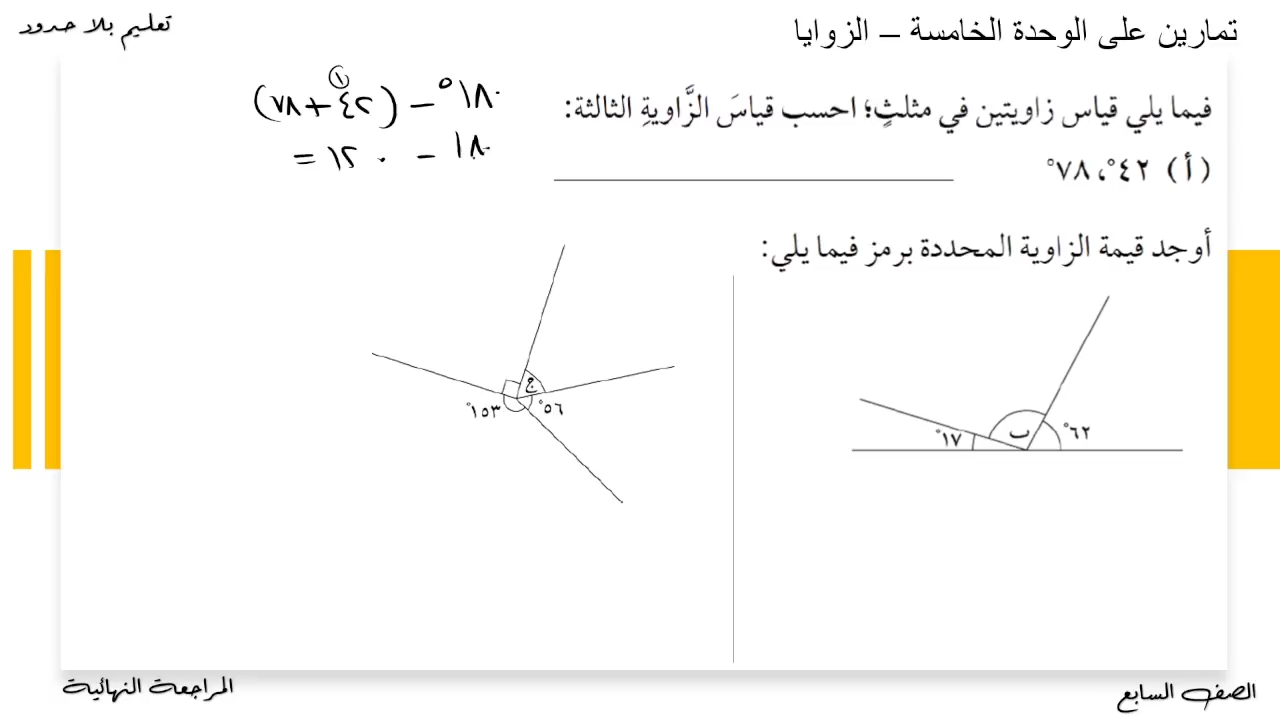 تمارين على الوحدة الخامسة – الزوايا
تعليم بلا حدود
فيما يلي قياس زاويتين في مثلثٍ؛ احسب قياسَ الزَّاويةِ الثالثة:
(أ) ٤٢°، ٧٨°
١٨٠° – (٤٢ + ٧٨)
١
١٨٠ – ١٢٠ =
أوجد قيمة الزاوية المحددة برمز فيما يلي:
٦٢°
ب
١٧°
ج
٥٦°
١٥٣°
الصف السابع
المراجعة النهائية